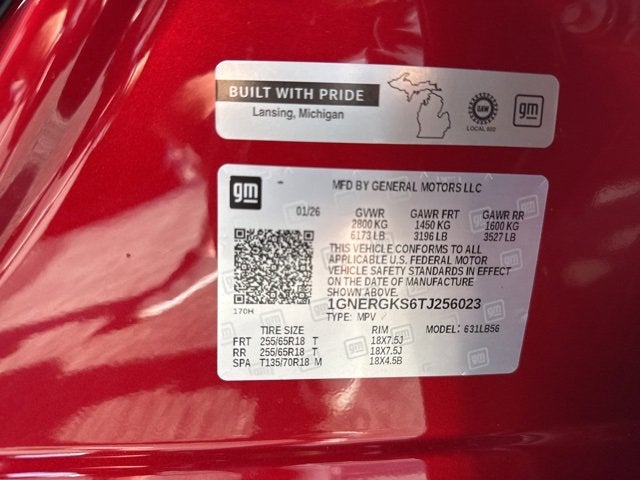 BUILT WITH PRIDE
Lansing, Michigan
UAW
LOCAL 602
gm
gm
MFD BY GENERAL MOTORS LLC
01/26 GVWR GAWR FRT GAWR RR
2800 KG 1450 KG 1600 KG
6173 LB 3196 LB 3527 LB
THIS VEHICLE CONFORMS TO ALL
APPLICABLE U.S. FEDERAL MOTOR
VEHICLE SAFETY STANDARDS IN EFFECT
ON THE DATE OF MANUFACTURE
SHOWN ABOVE.
170H
1GNERGKS6TJ256023
TYPE: MPV
TIRE SIZE RIM MODEL: 631LB56
FRT 255/65R18 T 18X7.5J
RR 255/65R18 T 18X7.5J
SPA T135/70R18 M 18X4.5B